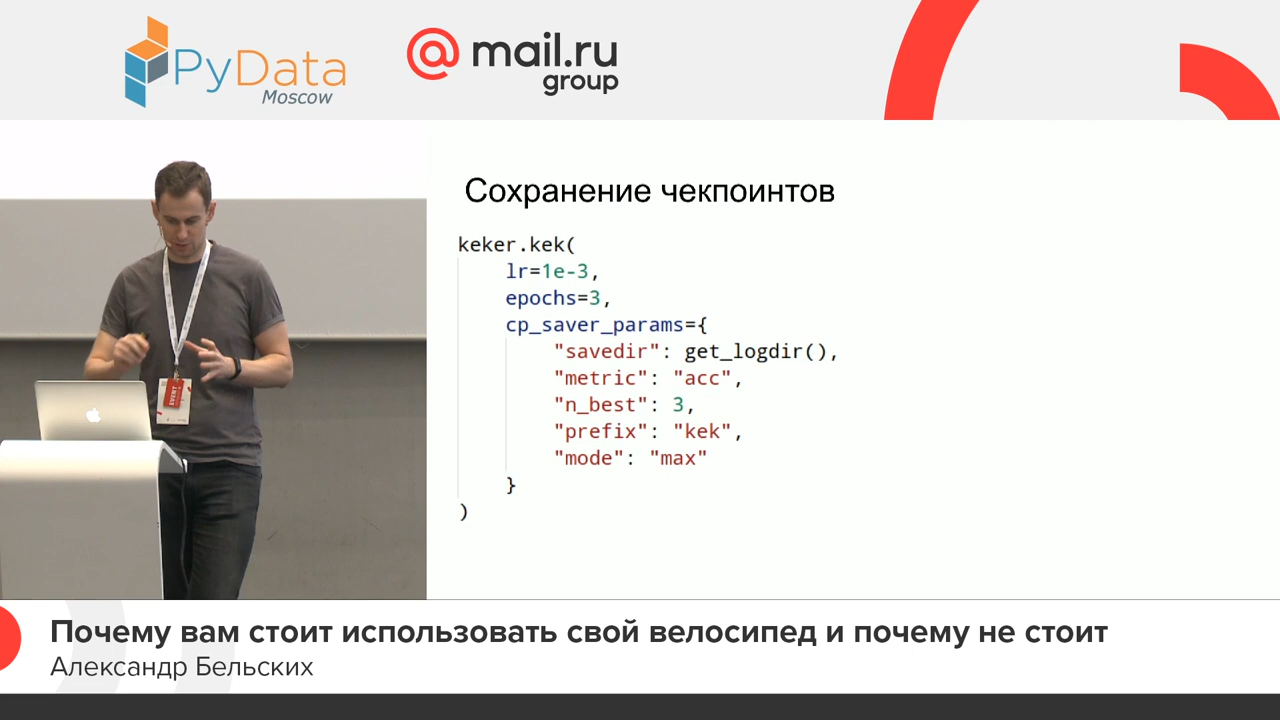 PyData
Moscow
@mail.ru
group
Сохранение чекпоинтов
keker.kek(
lr=1e-3,
epochs=3,
cp_saver_params={
"savedir": get_logdir(),
"metric": "acc",
"n_best": 3,
"prefix": "kek",
"mode": "max"
}
)
EVENT
Почему вам стоит использовать свой велосипед и почему не стоит
Александр Бельских